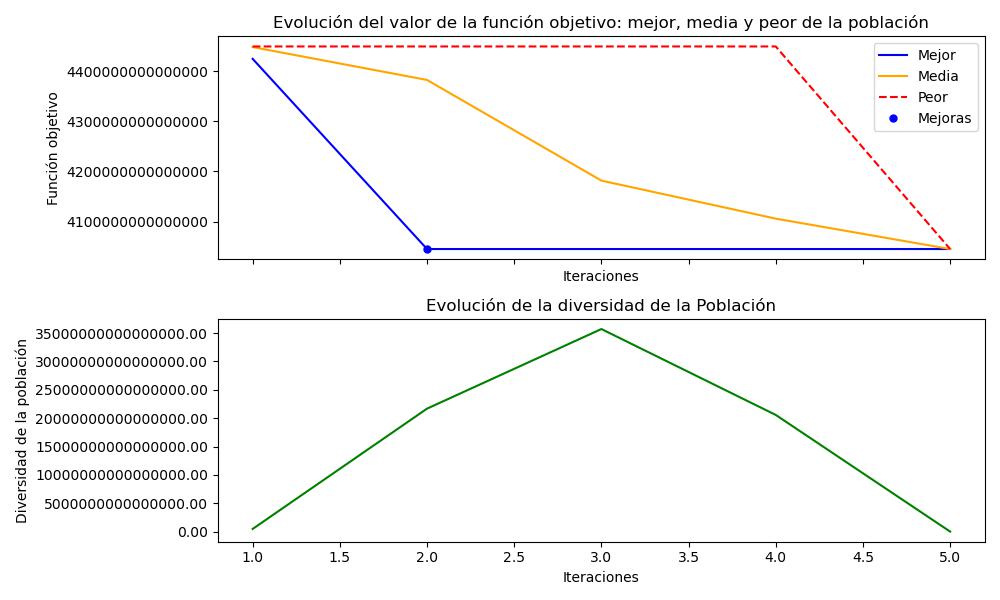 Evolución del valor de la función objetivo: mejor, media y peor de la población
Función objetivo
4400000000000000
4300000000000000
4200000000000000
4100000000000000
Mejor
Media
Peor
Mejoras
Iteraciones
Evolución de la diversidad de la Población
Diversidad de la población
35000000000000000.00
30000000000000000.00
25000000000000000.00
20000000000000000.00
15000000000000000.00
10000000000000000.00
5000000000000000.00
0.00
1.0 1.5 2.0 2.5 3.0 3.5 4.0 4.5 5.0
Iteraciones